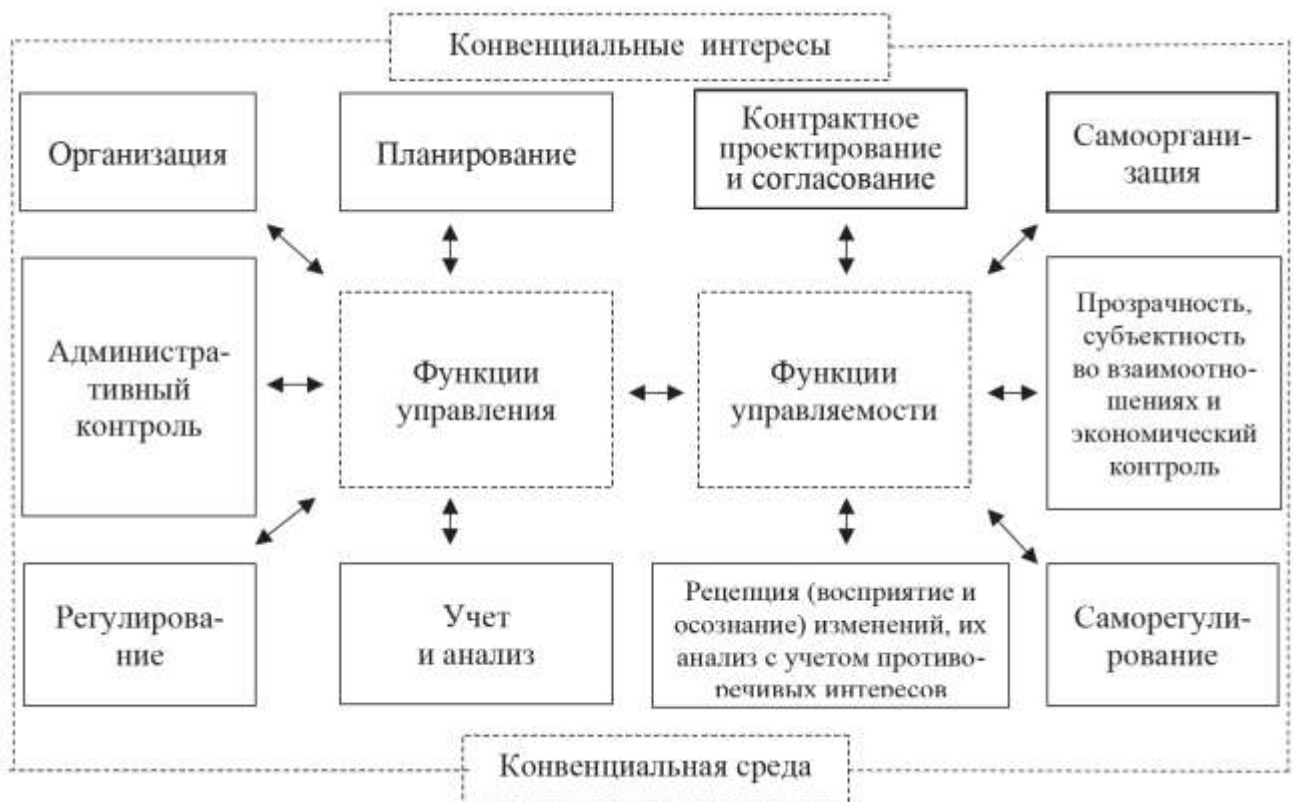 Конвенциальные интересы
Организация
Планирование
Контрактное
проектирование
и согласование
Самооргани-
зация
Администра-
тивный
контроль
Функции
управления
Функции
управляемости
Прозрачность,
субъектность
во взаимоотно-
шениях и
экономический
контроль
Регулирова-
ние
Учет
и анализ
Рецепция (восприятие и
осознание) изменений, их
анализ с учетом противо-
речивых интересов
Саморегули-
рование
Конвенциальная среда